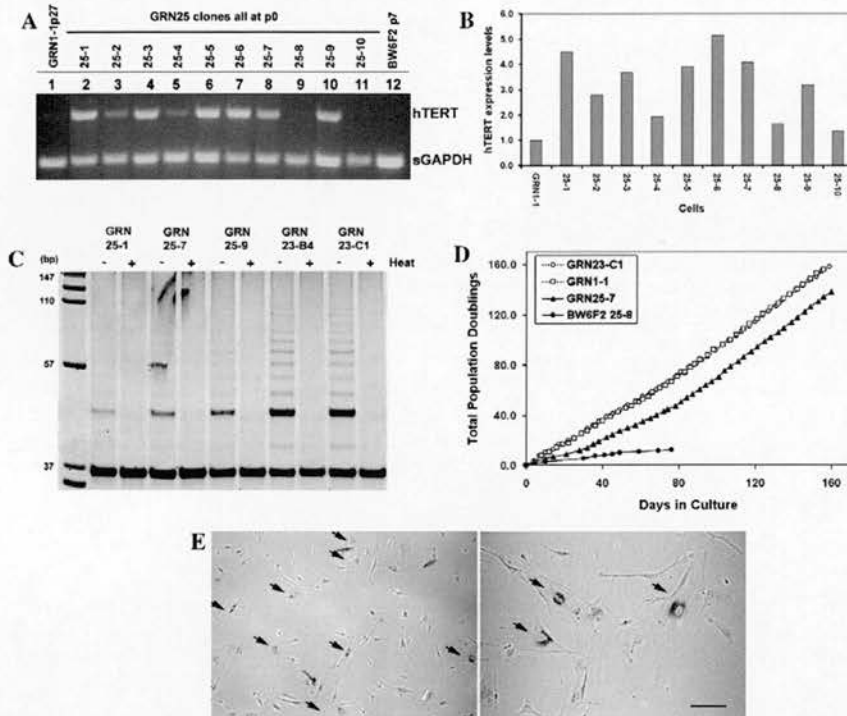 A
GRN1-1p27
GRN25 clones all at p0
25-1
25-2
25-3
25-4
25-5
25-6
25-7
25-8
25-9
25-10
BW6F2 p7
1 2 3 4 5 6 7 8 9 10 11 12
hTERT
sGAPDH
B
hTERT expression levels
6.0
5.0
4.0
3.0
2.0
1.0
0.0
GRN1-1
25-1
25-2
25-3
25-4
25-5
25-6
25-7
25-8
25-9
25-10
Cells
C
GRN 25-1
GRN 25-7
GRN 25-9
GRN 23-B4
GRN 23-C1
- + - + - + - + - + Heat
(bp)
147
110
57
37
D
Total Population Doublings
160.0
120.0
80.0
40.0
0.0
GRN23-C1
GRN1-1
GRN25-7
BW6F2 25-8
0 40 80 120 160
Days in Culture
E